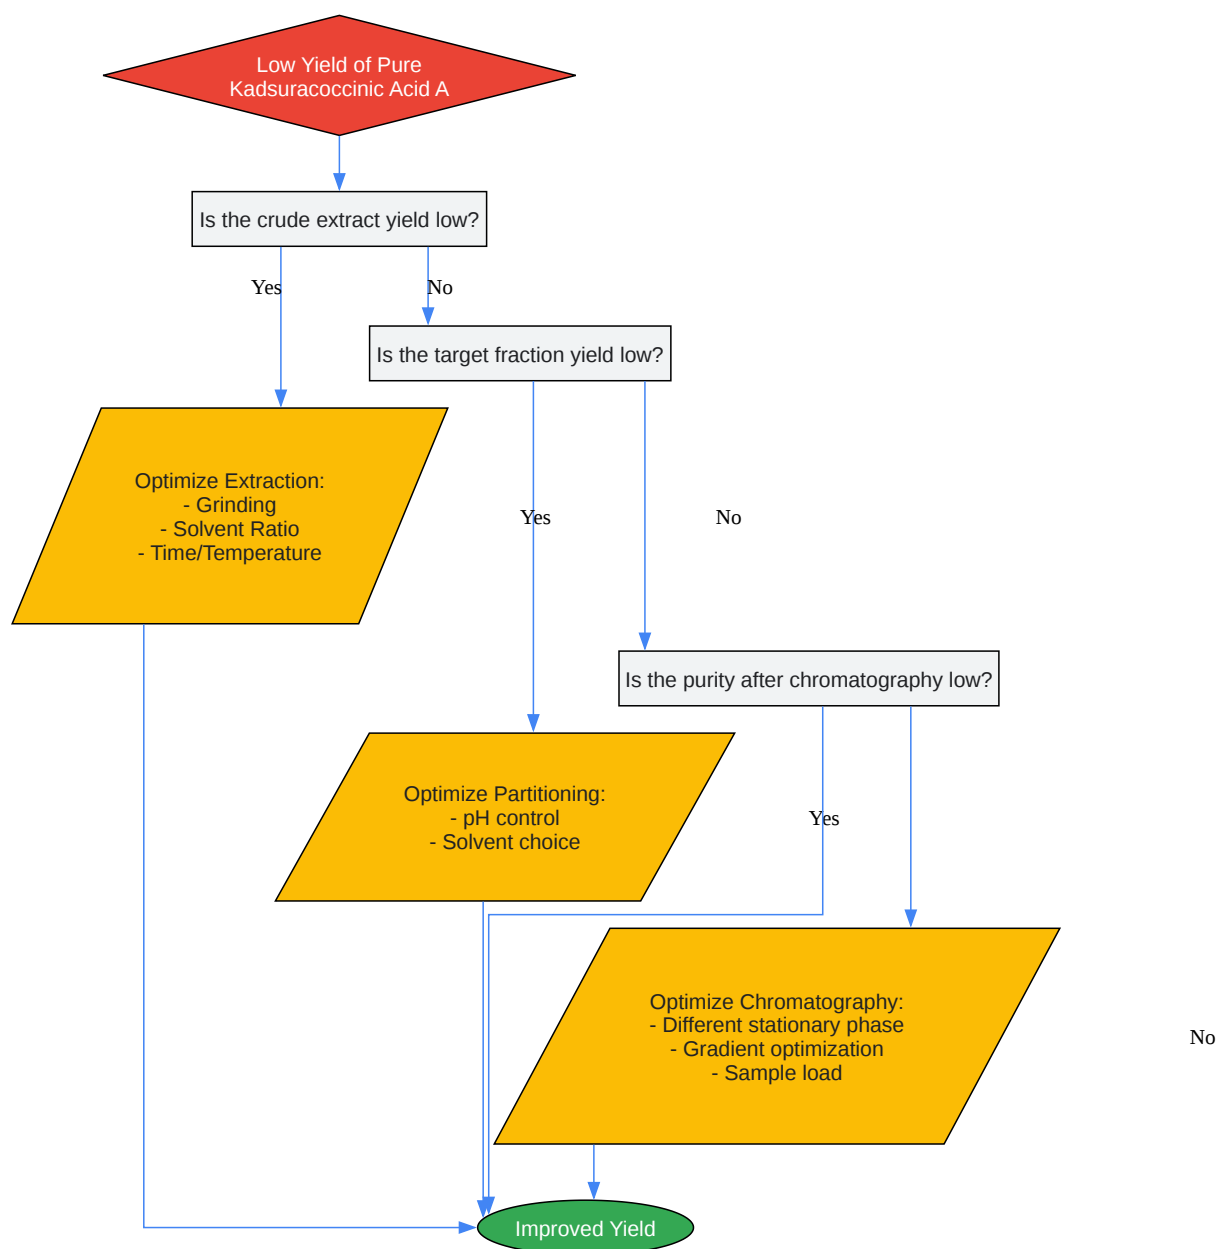 Low Yield of Pure
Kadsuracoccinic Acid A
Is the crude extract yield low?
Yes
No
Is the target fraction yield low?
Optimize Extraction:
- Grinding
- Solvent Ratio
- Time/Temperature
Yes
No
Is the purity after chromatography low?
Optimize Partitioning:
- pH control
- Solvent choice
Yes
Optimize Chromatography:
- Different stationary phase
- Gradient optimization
- Sample load
No
Improved Yield